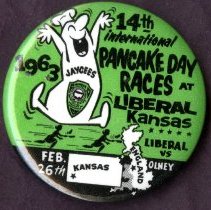 14th
international
PANCAKE DAY
RACES AT
LIBERAL
Kansas
1963
JAYCEES
LIBERAL
VS
OLNEY
FEB.
26th
KANSAS
ENGLAND